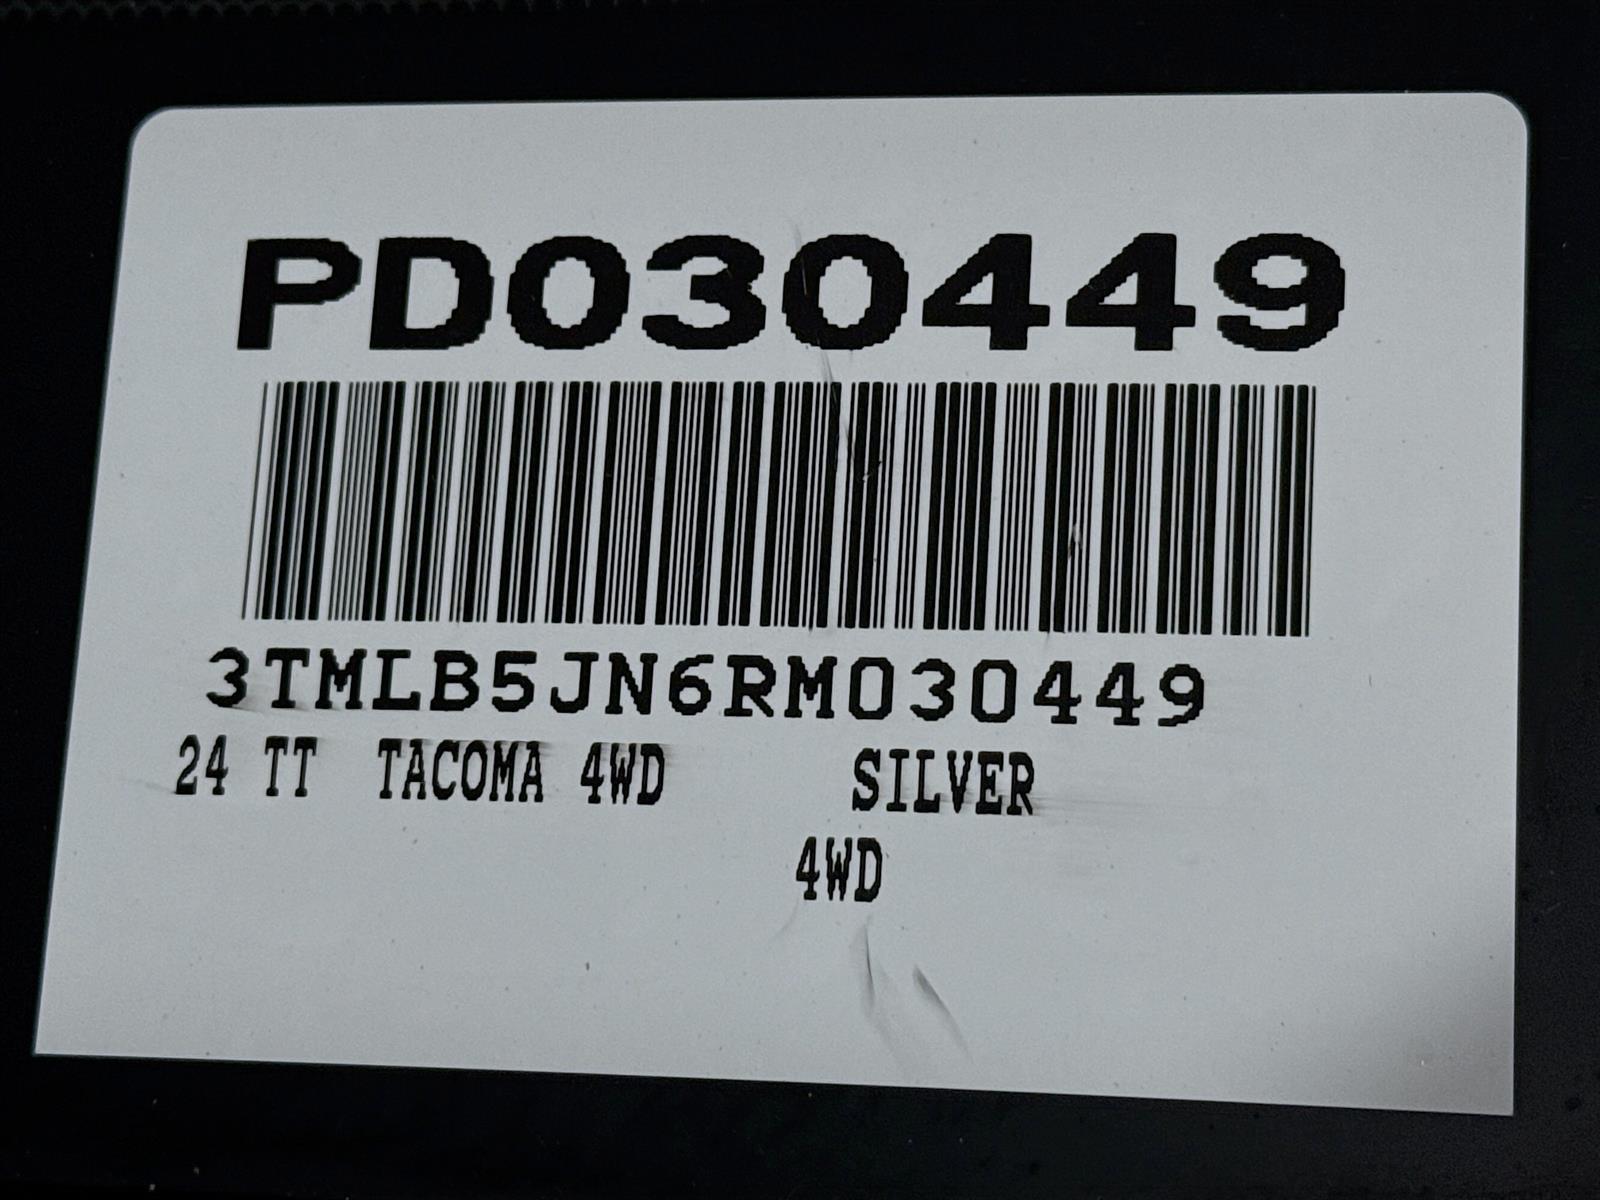 PD030449
3TMLB5JN6RM030449
24 TT TACOMA 4WD SILVER
4WD